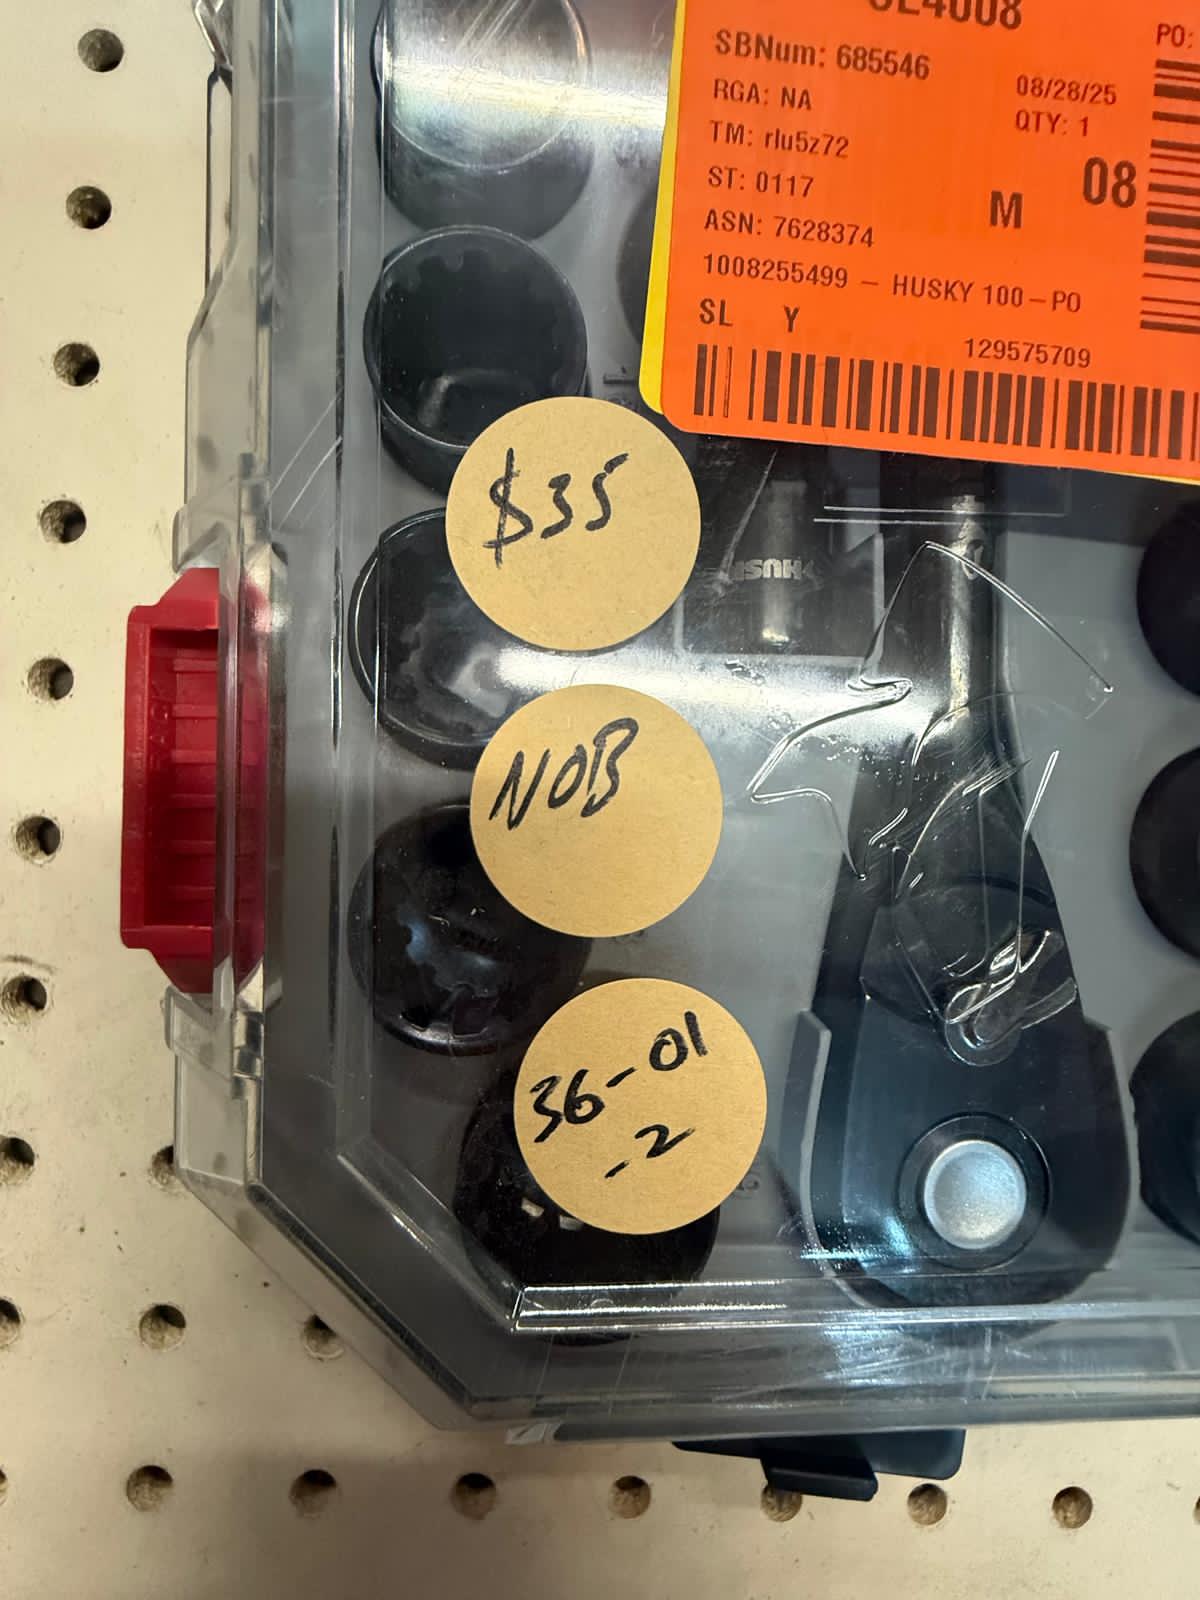 PO:
SBNum: 685546
RGA: NA
08/28/25
TM: rlu5z72
QTY: 1
ST: 0117
M
08
ASN: 7628374
1008255499 – HUSKY 100–PO
SL Y
129575709
$35
NOB
36-01
-2